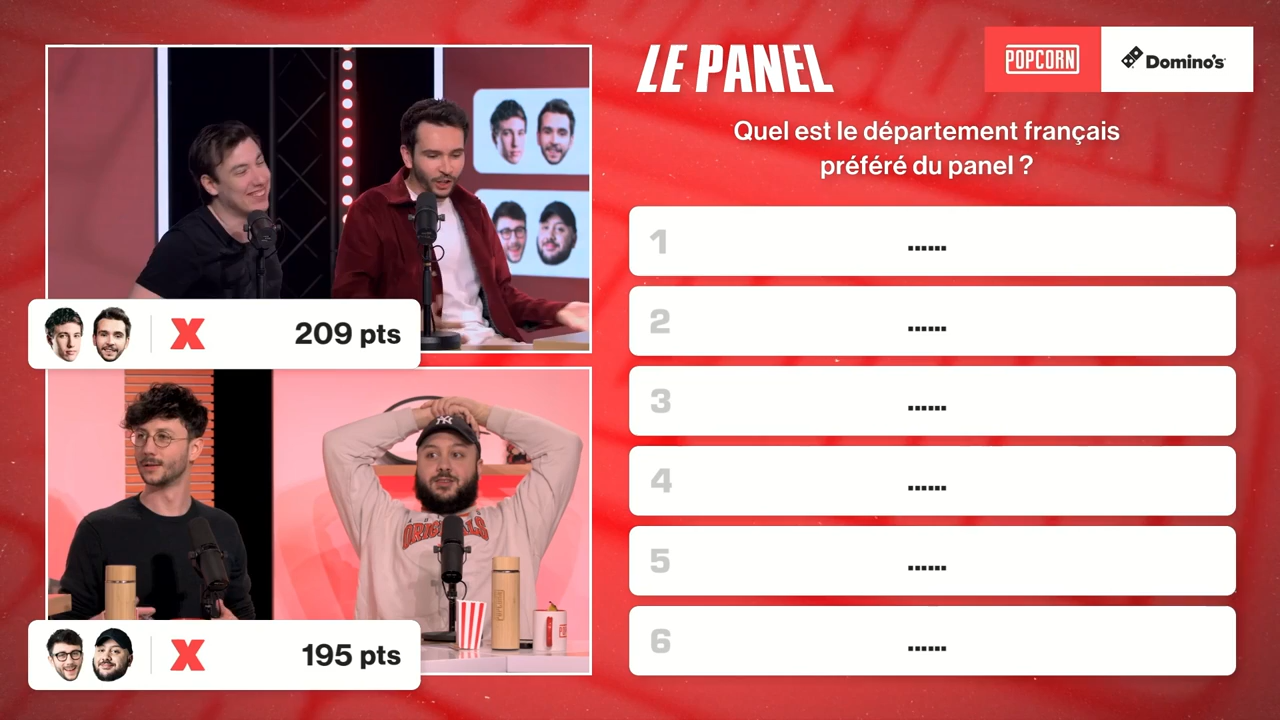 LE PANEL
POPCORN
Domino's
Quel est le département français
préféré du panel ?
1 ......
2 ......
3 ......
4 ......
5 ......
6 ......
X 209 pts
ORIGINALS
X 195 pts